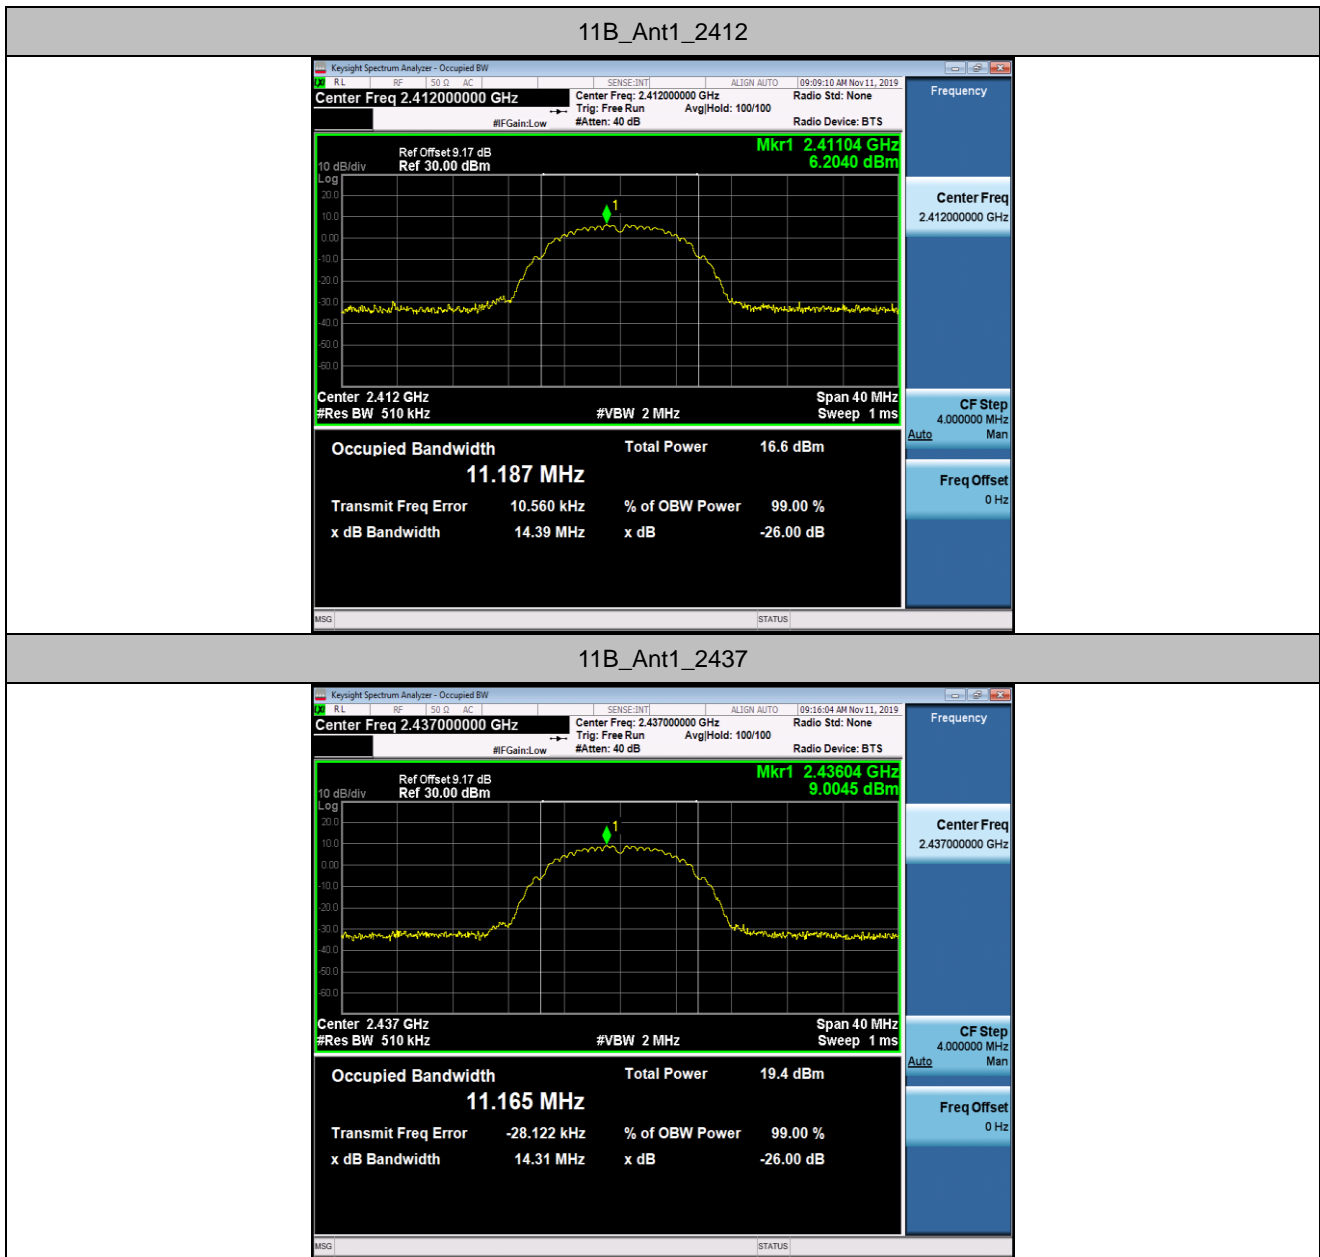 11B_Ant1_2412
Keysight Spectrum Analyzer - Occupied BW
RL RF 50 Ω AC SENSE:INT ALIGN AUTO 09:09:10 AM Nov 11, 2019
Center Freq 2.412000000 GHz Center Freq: 2.412000000 GHz Radio Std: None Frequency
Trig: Free Run Avg|Hold: 100/100
#IFGain:Low #Atten: 40 dB Radio Device: BTS
Mkr1 2.41104 GHz
Ref Offset 9.17 dB
10 dB/div Ref 30.00 dBm 6.2040 dBm
Log
20.0
1
10.0
0.00
-10.0
-20.0
-30.0
-40.0
-50.0
-60.0
Center Freq
2.412000000 GHz
Center 2.412 GHz Span 40 MHz
#Res BW 510 kHz #VBW 2 MHz Sweep 1 ms
CF Step
4.000000 MHz
Auto Man
Occupied Bandwidth Total Power 16.6 dBm
11.187 MHz
Freq Offset
0 Hz
Transmit Freq Error 10.560 kHz % of OBW Power 99.00 %
x dB Bandwidth 14.39 MHz x dB -26.00 dB
MSG STATUS
11B_Ant1_2437
Keysight Spectrum Analyzer - Occupied BW
RL RF 50 Ω AC SENSE:INT ALIGN AUTO 09:16:04 AM Nov 11, 2019
Center Freq 2.437000000 GHz Center Freq: 2.437000000 GHz Radio Std: None Frequency
Trig: Free Run Avg|Hold: 100/100
#IFGain:Low #Atten: 40 dB Radio Device: BTS
Mkr1 2.43604 GHz
Ref Offset 9.17 dB
10 dB/div Ref 30.00 dBm 9.0045 dBm
Log
20.0
1
10.0
0.00
-10.0
-20.0
-30.0
-40.0
-50.0
-60.0
Center Freq
2.437000000 GHz
Center 2.437 GHz Span 40 MHz
#Res BW 510 kHz #VBW 2 MHz Sweep 1 ms
CF Step
4.000000 MHz
Auto Man
Occupied Bandwidth Total Power 19.4 dBm
11.165 MHz
Freq Offset
0 Hz
Transmit Freq Error -28.122 kHz % of OBW Power 99.00 %
x dB Bandwidth 14.31 MHz x dB -26.00 dB
MSG STATUS